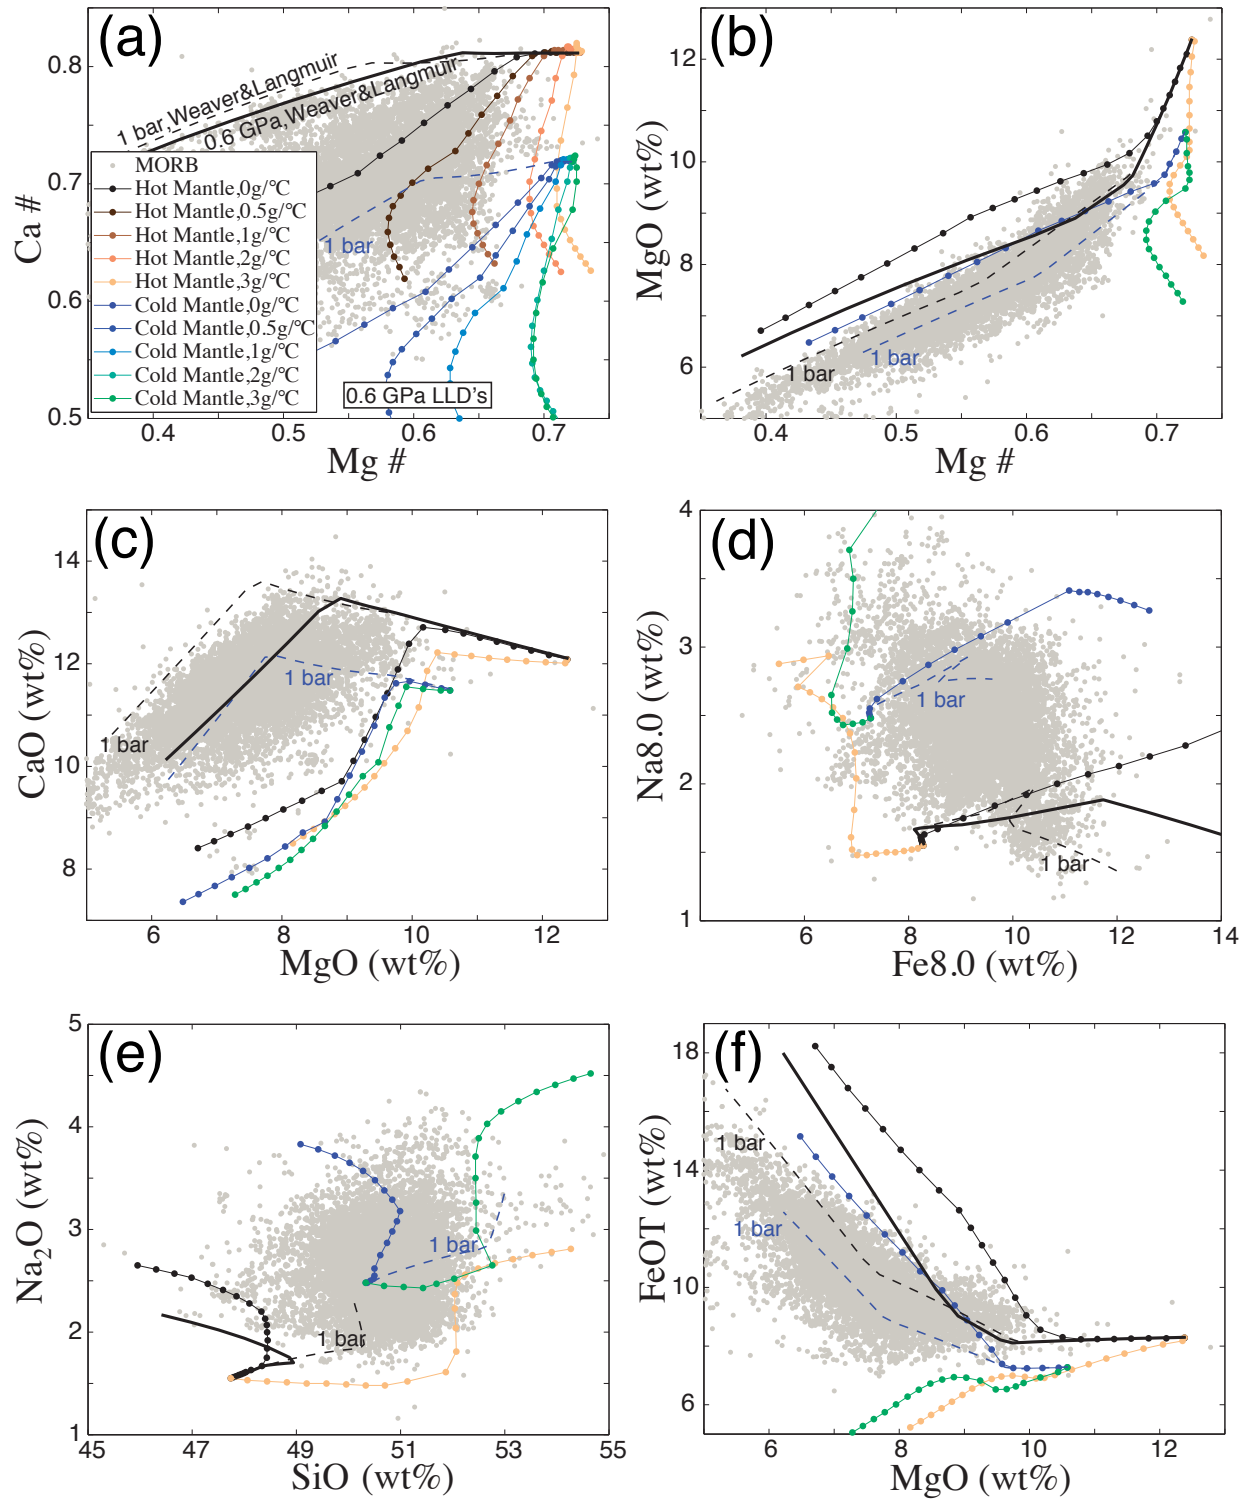 (a)
0.8
0.7
0.6
0.5
Ca #
1 bar Weaver&Langmuir
0.6 GPa,Weaver&Langmuir
MORB
Hot Mantle,0g/°C
Hot Mantle,0.5g/°C
Hot Mantle,1g/°C
Hot Mantle,2g/°C
Hot Mantle,3g/°C
Cold Mantle,0g/°C
Cold Mantle,0.5g/°C
Cold Mantle,1g/°C
Cold Mantle,2g/°C
Cold Mantle,3g/°C
1 bar
0.6 GPa LLD's
0.4 0.5 0.6 0.7
Mg #
(b)
12
10
8
6
MgO (wt%)
1 bar
1 bar
0.4 0.5 0.6 0.7
Mg #
(c)
14
12
10
8
CaO (wt%)
1 bar
1 bar
6 8 10 12
MgO (wt%)
(d)
4
3
2
1
Na8.0 (wt%)
1 bar
1 bar
6 8 10 12 14
Fe8.0 (wt%)
(e)
5
4
3
2
1
Na2O (wt%)
1 bar
1 bar
45 47 49 51 53 55
SiO (wt%)
(f)
18
14
10
6
FeOT (wt%)
1 bar
1 bar
6 8 10 12
MgO (wt%)